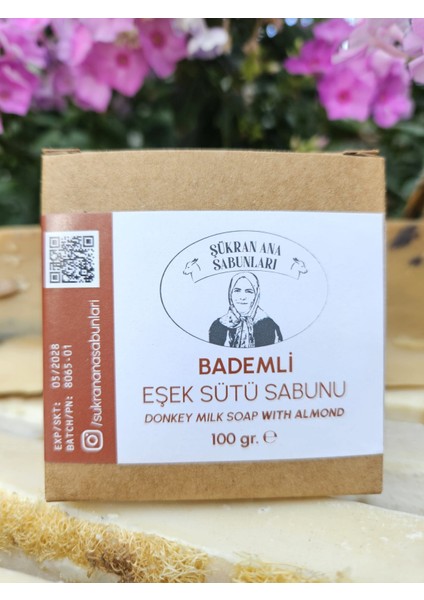 ŞÜKRAN ANA
SABUNLARI
BADEMLİ
EŞEK SÜTÜ SABUNU
DONKEY MILK SOAP WITH ALMOND
100 gr. ℮
EXP/SKT: 05/2028
BATCH/PN: 8065-01
/sukrananasabunlari